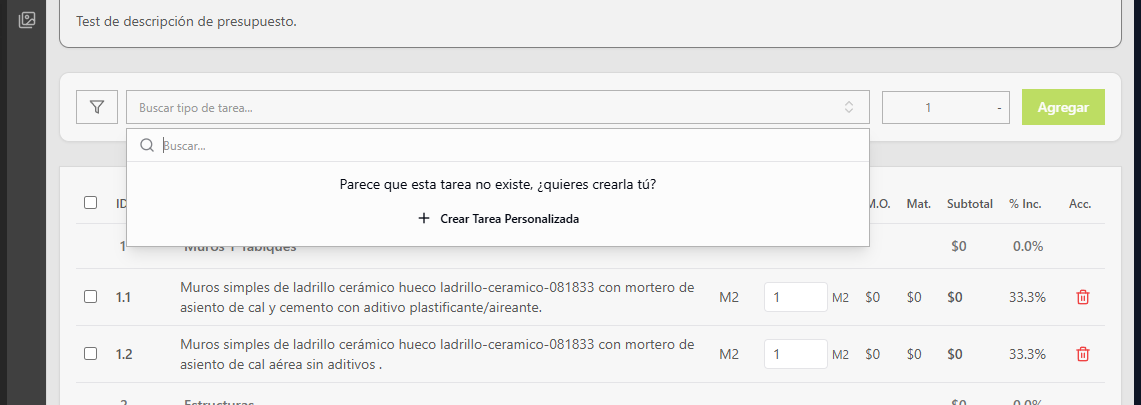 Test de descripción de presupuesto.
Buscar tipo de tarea...
1 -
Agregar
Buscar...
Parece que esta tarea no existe, ¿quieres crearla tú?
+ Crear Tarea Personalizada
M.O. Mat. Subtotal % Inc. Acc.
1 Muros Y Tabiques $0 0.0%
1.1 Muros simples de ladrillo cerámico hueco ladrillo-ceramico-081833 con mortero de
asiento de cal y cemento con aditivo plastificante/aireante.
M2 1 M2 $0 $0 $0 33.3%
1.2 Muros simples de ladrillo cerámico hueco ladrillo-ceramico-081833 con mortero de
asiento de cal aérea sin aditivos .
M2 1 M2 $0 $0 $0 33.3%
2 Estructuras $0 0.0%